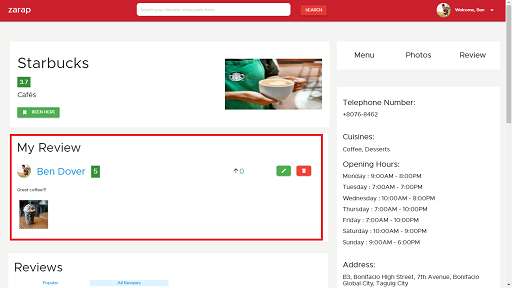 zarap
Search your favorite restaurants here...
SEARCH
Welcome, Ben
Starbucks
3.7
Cafés
BEEN HERE
Menu
Photos
Review
Telephone Number:
+8076-8462
Cuisines:
Coffee, Desserts
Opening Hours:
Monday : 9:00AM - 8:00PM
Tuesday : 7:00AM - 7:00PM
Wednesday : 10:00AM - 8:00PM
Thursday : 7:00AM - 10:00PM
Friday : 7:00AM - 10:00PM
Saturday : 10:00AM - 9:00PM
Sunday : 9:00AM - 6:00PM
Address:
B3, Bonifacio High Street, 7th Avenue, Bonifacio
Global City, Taguig City
My Review
Ben Dover
5
0
Great coffee!!!
Reviews
Popular
All Reviews